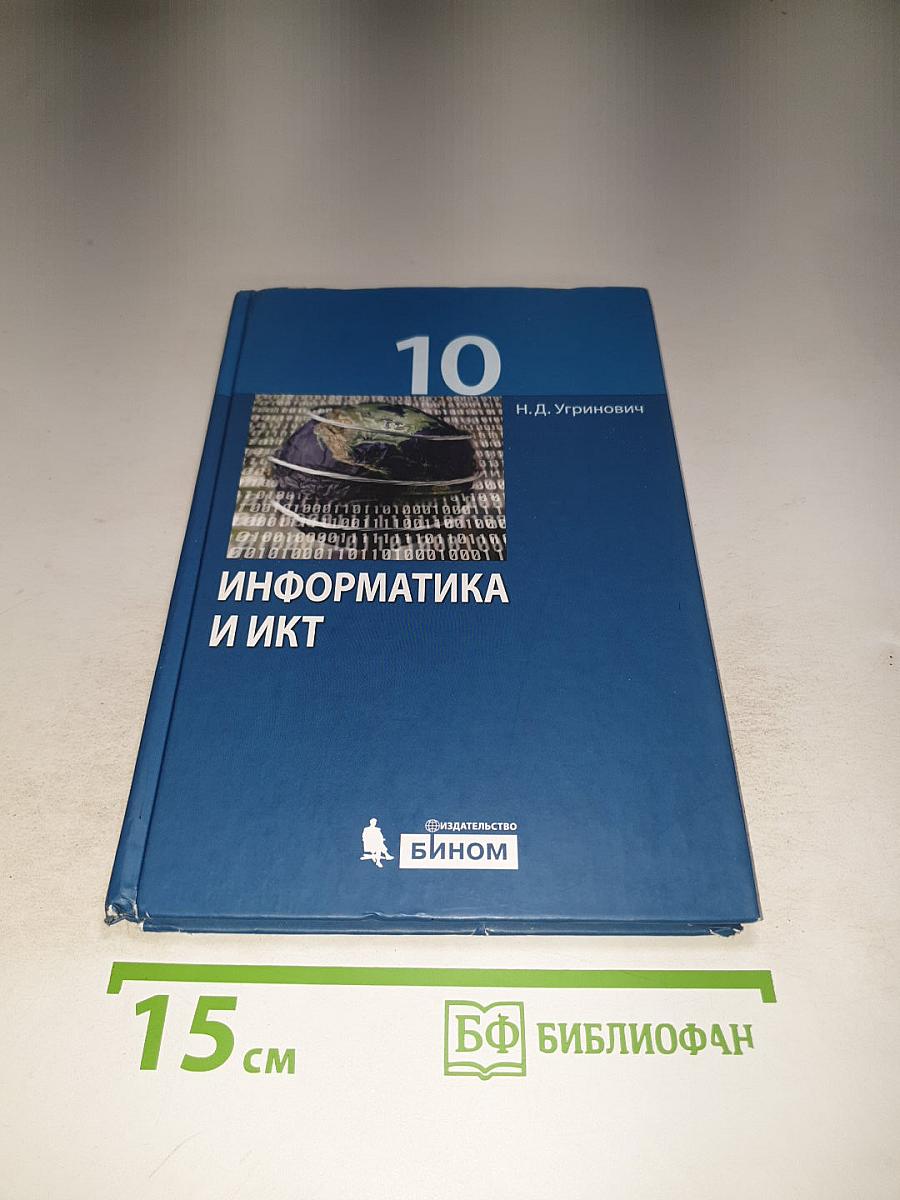 10
Н. Д. Угринович
ИНФОРМАТИКА
И ИКТ
ИЗДАТЕЛЬСТВО
БИНОМ
15 см
БФ БИБЛИОФАН